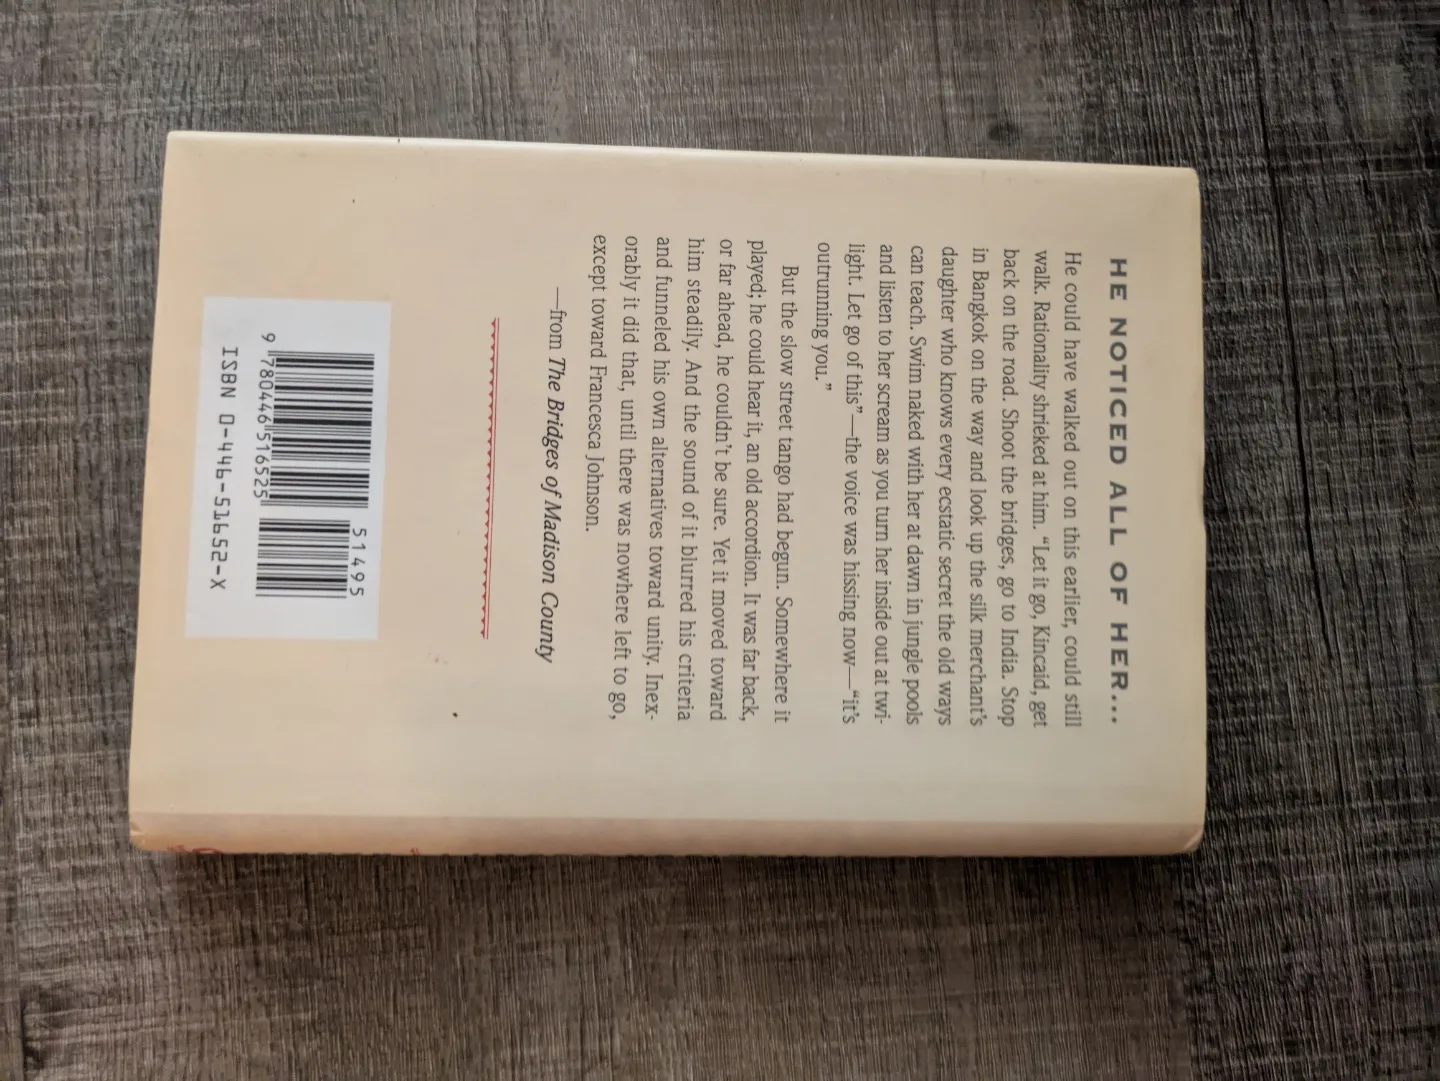 HE NOTICED ALL OF HER...
He could have walked out on this earlier, could still
walk. Rationality shrieked at him. “Let it go, Kincaid, get
back on the road. Shoot the bridges, go to India. Stop
in Bangkok on the way and look up the silk merchant’s
daughter who knows every ecstatic secret the old ways
can teach. Swim naked with her at dawn in jungle pools
and listen to her scream as you turn her inside out at twi-
light. Let go of this”—the voice was hissing now—“it’s
outrunning you.”
But the slow street tango had begun. Somewhere it
played; he could hear it, an old accordion. It was far back,
or far ahead, he couldn’t be sure. Yet it moved toward
him steadily. And the sound of it blurred his criteria
and funneled his own alternatives toward unity. Inex-
orably it did that, until there was nowhere left to go,
except toward Francesca Johnson.
—from The Bridges of Madison County
51495
9 780446 516525
ISBN 0-446-51652-X